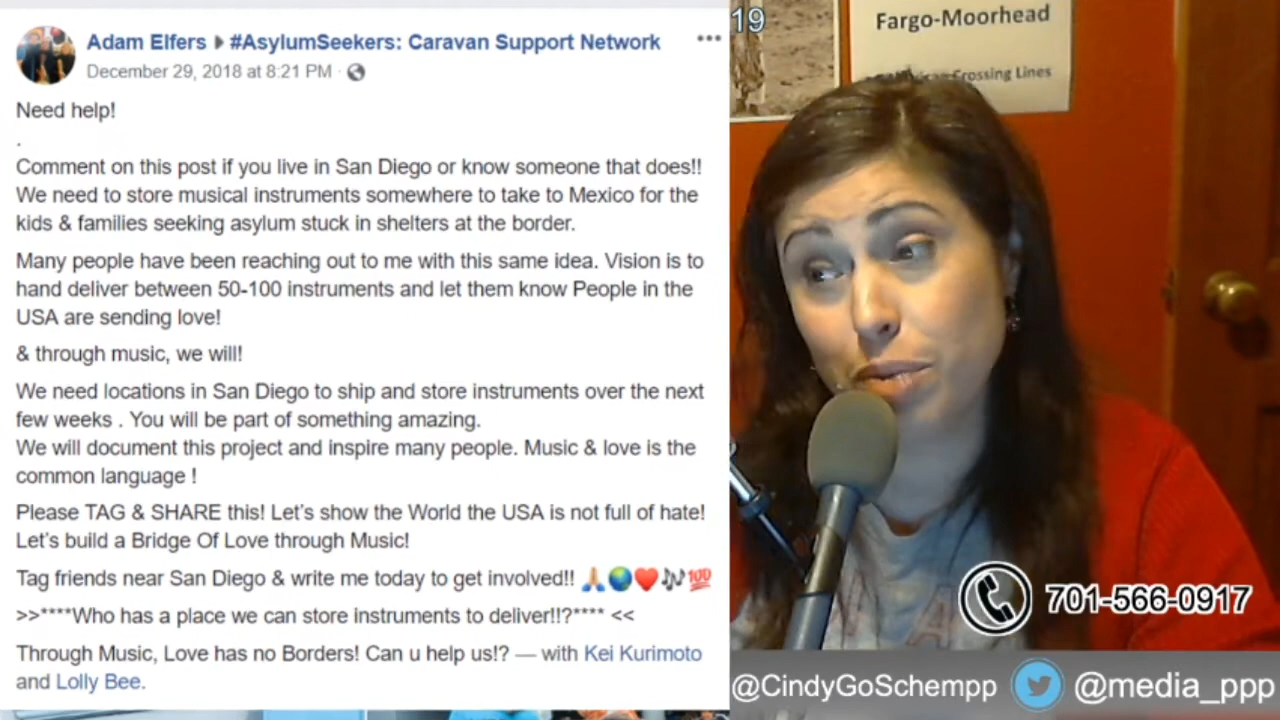 Adam Elfers ▸ #AsylumSeekers: Caravan Support Network
December 29, 2018 at 8:21 PM ·
Need help!
.
Comment on this post if you live in San Diego or know someone that does!!
We need to store musical instruments somewhere to take to Mexico for the
kids & families seeking asylum stuck in shelters at the border.
Many people have been reaching out to me with this same idea. Vision is to
hand deliver between 50-100 instruments and let them know People in the
USA are sending love!
& through music, we will!
We need locations in San Diego to ship and store instruments over the next
few weeks . You will be part of something amazing.
We will document this project and inspire many people. Music & love is the
common language !
Please TAG & SHARE this! Let's show the World the USA is not full of hate!
Let's build a Bridge Of Love through Music!
Tag friends near San Diego & write me today to get involved!! 🙏🌎❤️🎶💯
>>****Who has a place we can store instruments to deliver!!?**** <<
Through Music, Love has no Borders! Can u help us!? — with Kei Kurimoto
and Lolly Bee.
19
Fargo-Moorhead
Crossing Lines
701-566-0917
@CindyGoSchempp @media_ppp